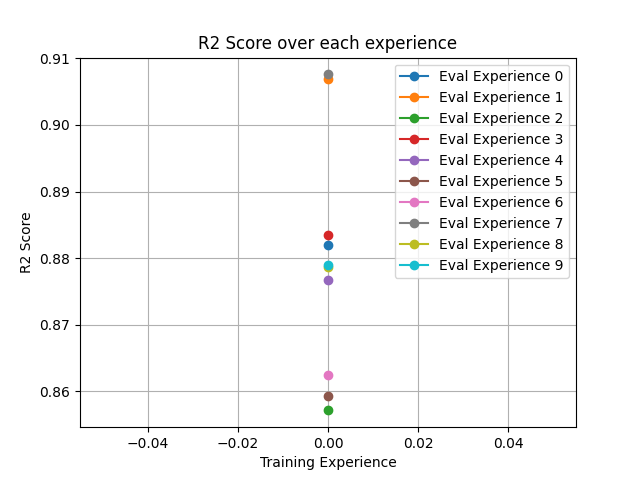 R2 Score over each experience
0.91
0.90
0.89
0.88
0.87
0.86
R2 Score
Eval Experience 0
Eval Experience 1
Eval Experience 2
Eval Experience 3
Eval Experience 4
Eval Experience 5
Eval Experience 6
Eval Experience 7
Eval Experience 8
Eval Experience 9
−0.04 −0.02 0.00 0.02 0.04
Training Experience